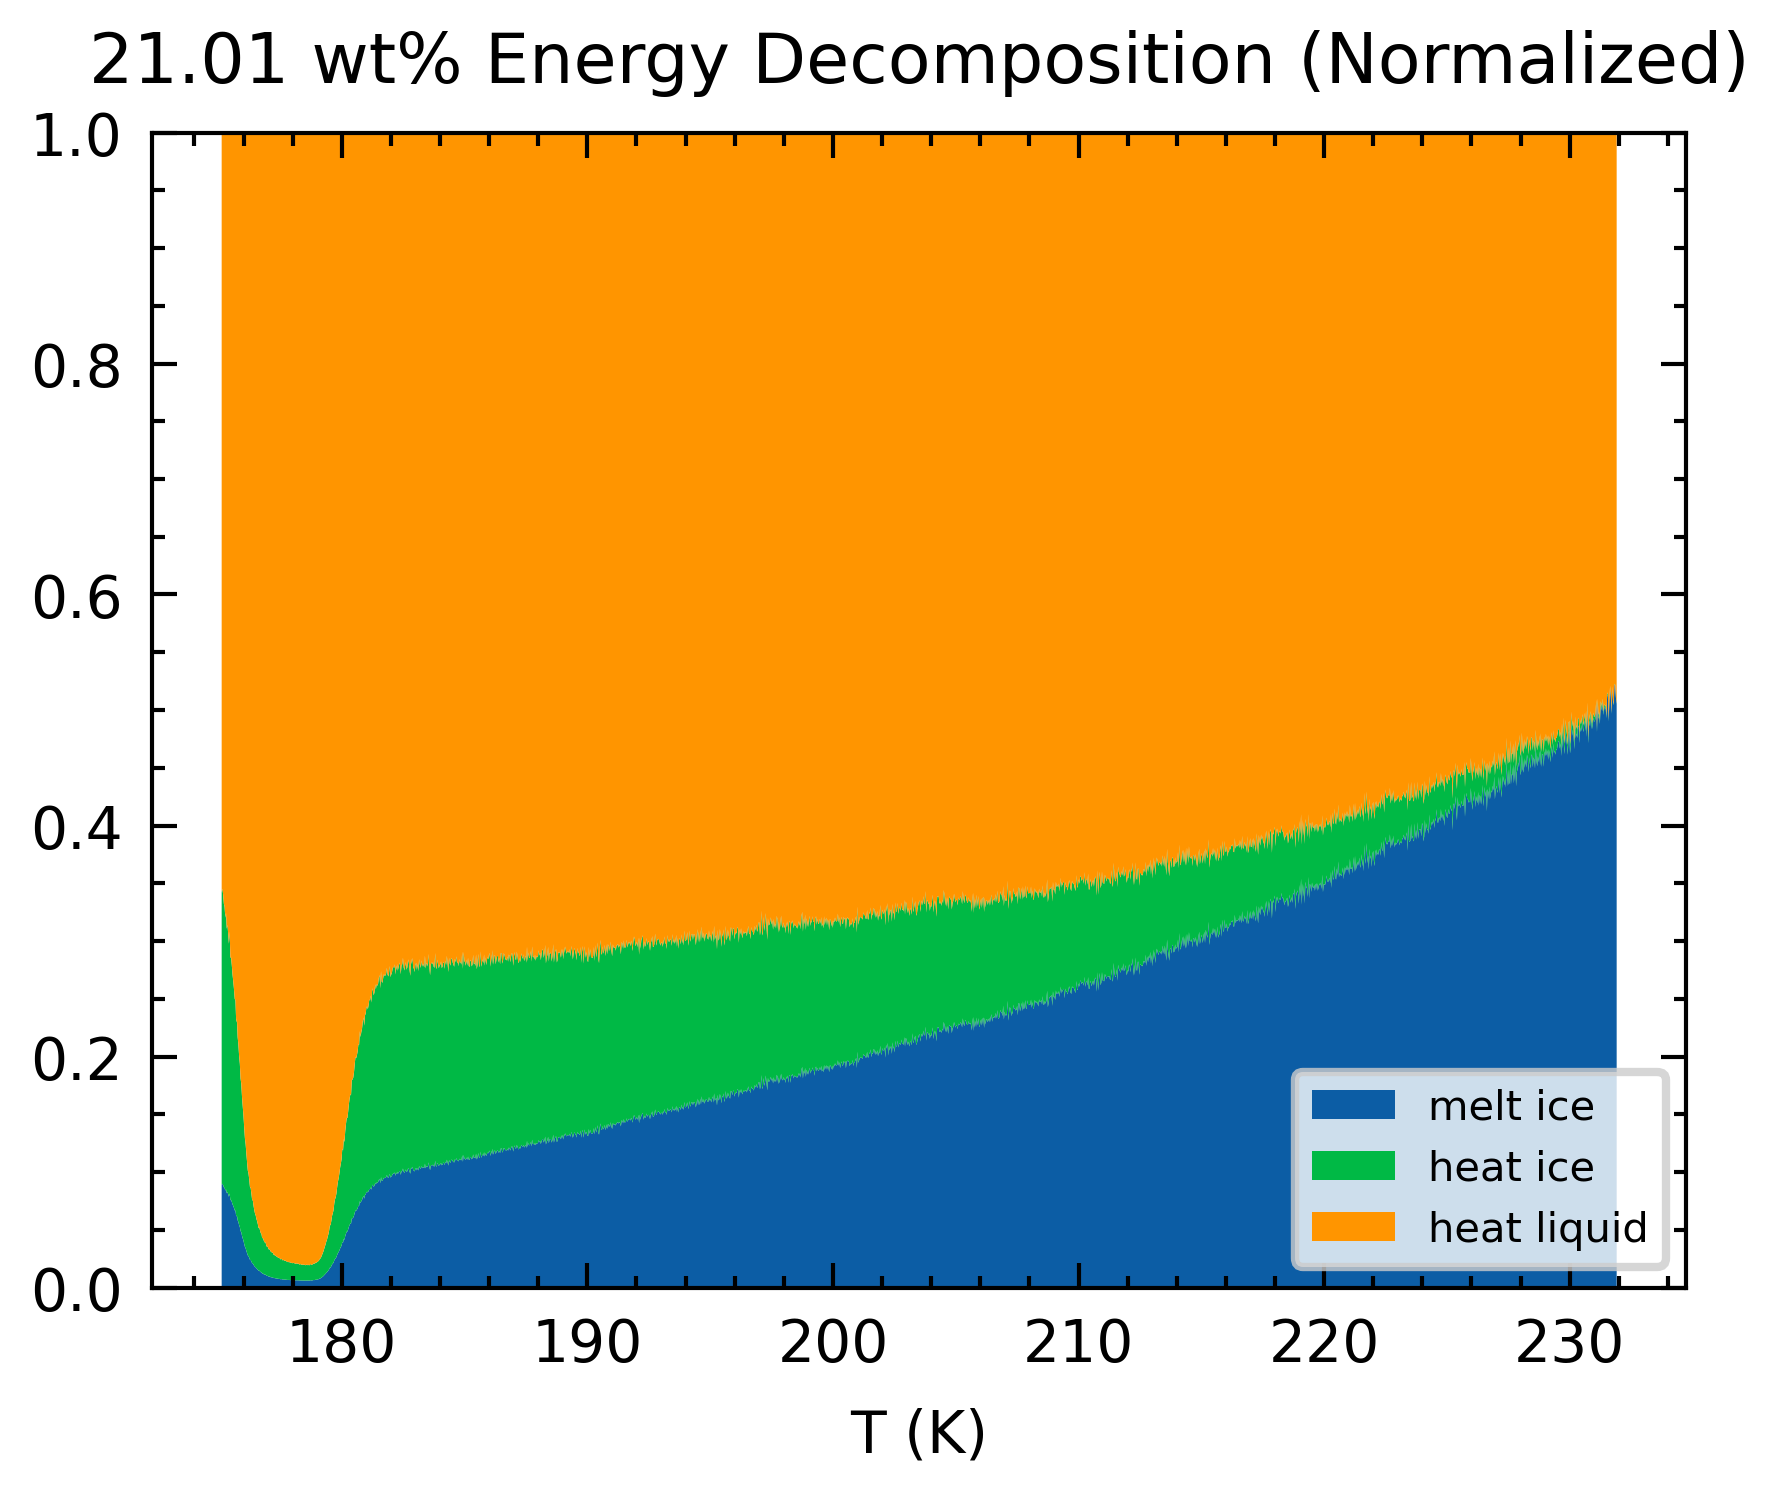 21.01 wt% Energy Decomposition (Normalized)
1.0
0.8
0.6
0.4
0.2
0.0
melt ice
heat ice
heat liquid
180 190 200 210 220 230
T (K)